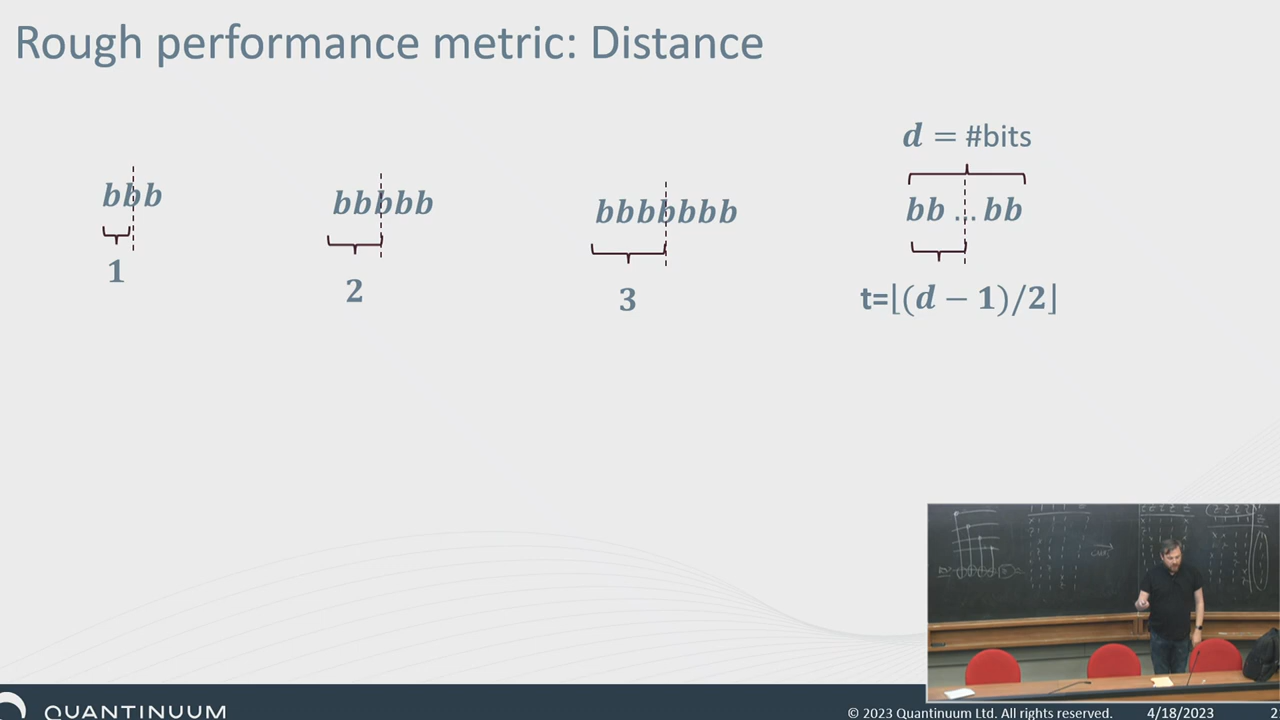 Rough performance metric: Distance
d = #bits
bbb
bbbbb
bbbbbbb
bb ... bb
1
2
3
t=⌊(d − 1)/2⌋
QUANTINUUM
© 2023 Quantinuum Ltd. All rights reserved.
4/18/2023
2